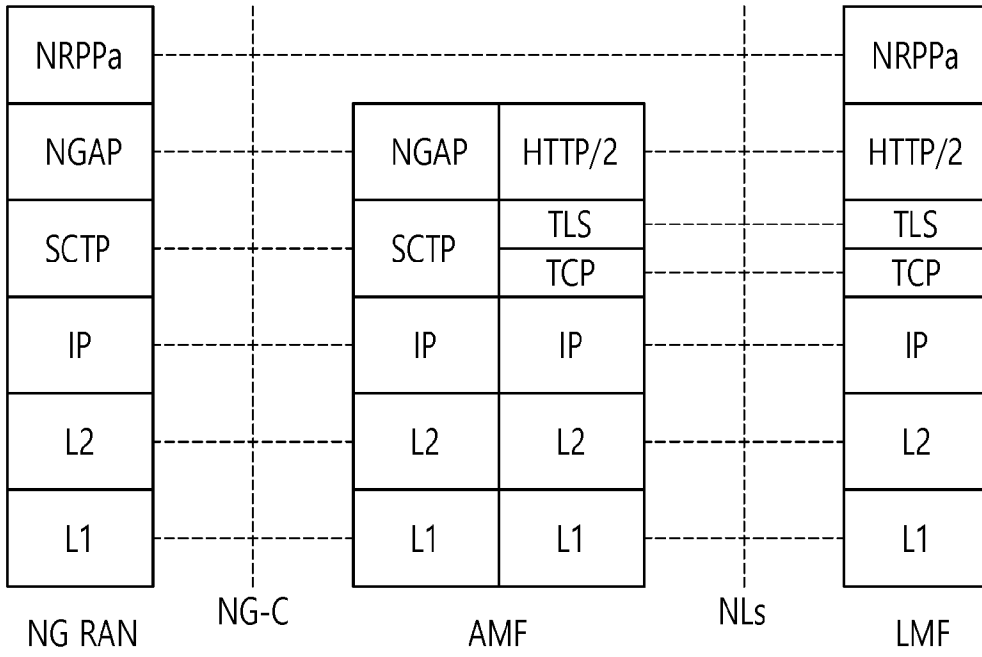 NRPPa NRPPa
NGAP NGAP HTTP/2 HTTP/2
SCTP SCTP TLS TLS
TCP TCP
IP IP IP IP
L2 L2 L2 L2
L1 L1 L1 L1
NG-C NLs
NG RAN AMF LMF